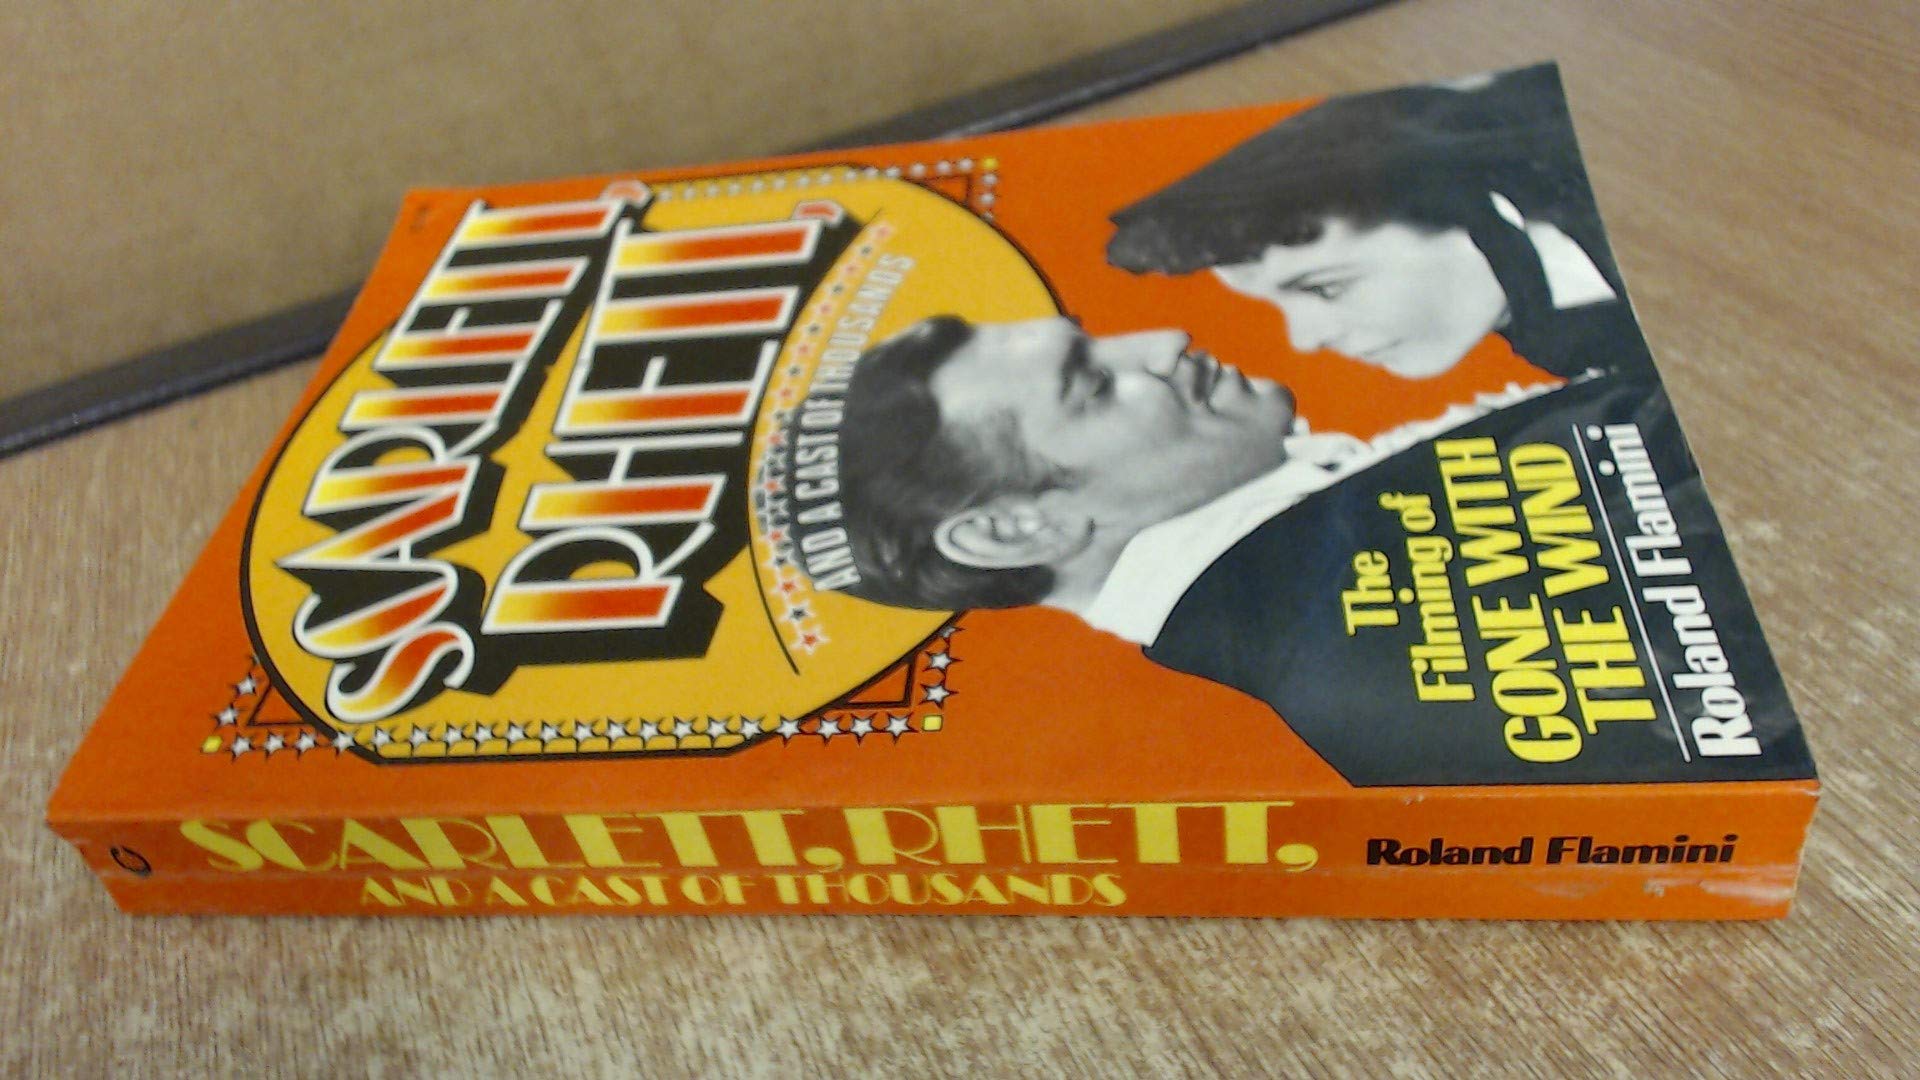 SCARLETT,
RHETT,
AND A CAST OF THOUSANDS
The
Filming of
GONE WITH
THE WIND
Roland Flamini
SCARLETT, RHETT,
AND A CAST OF THOUSANDS
Roland Flamini